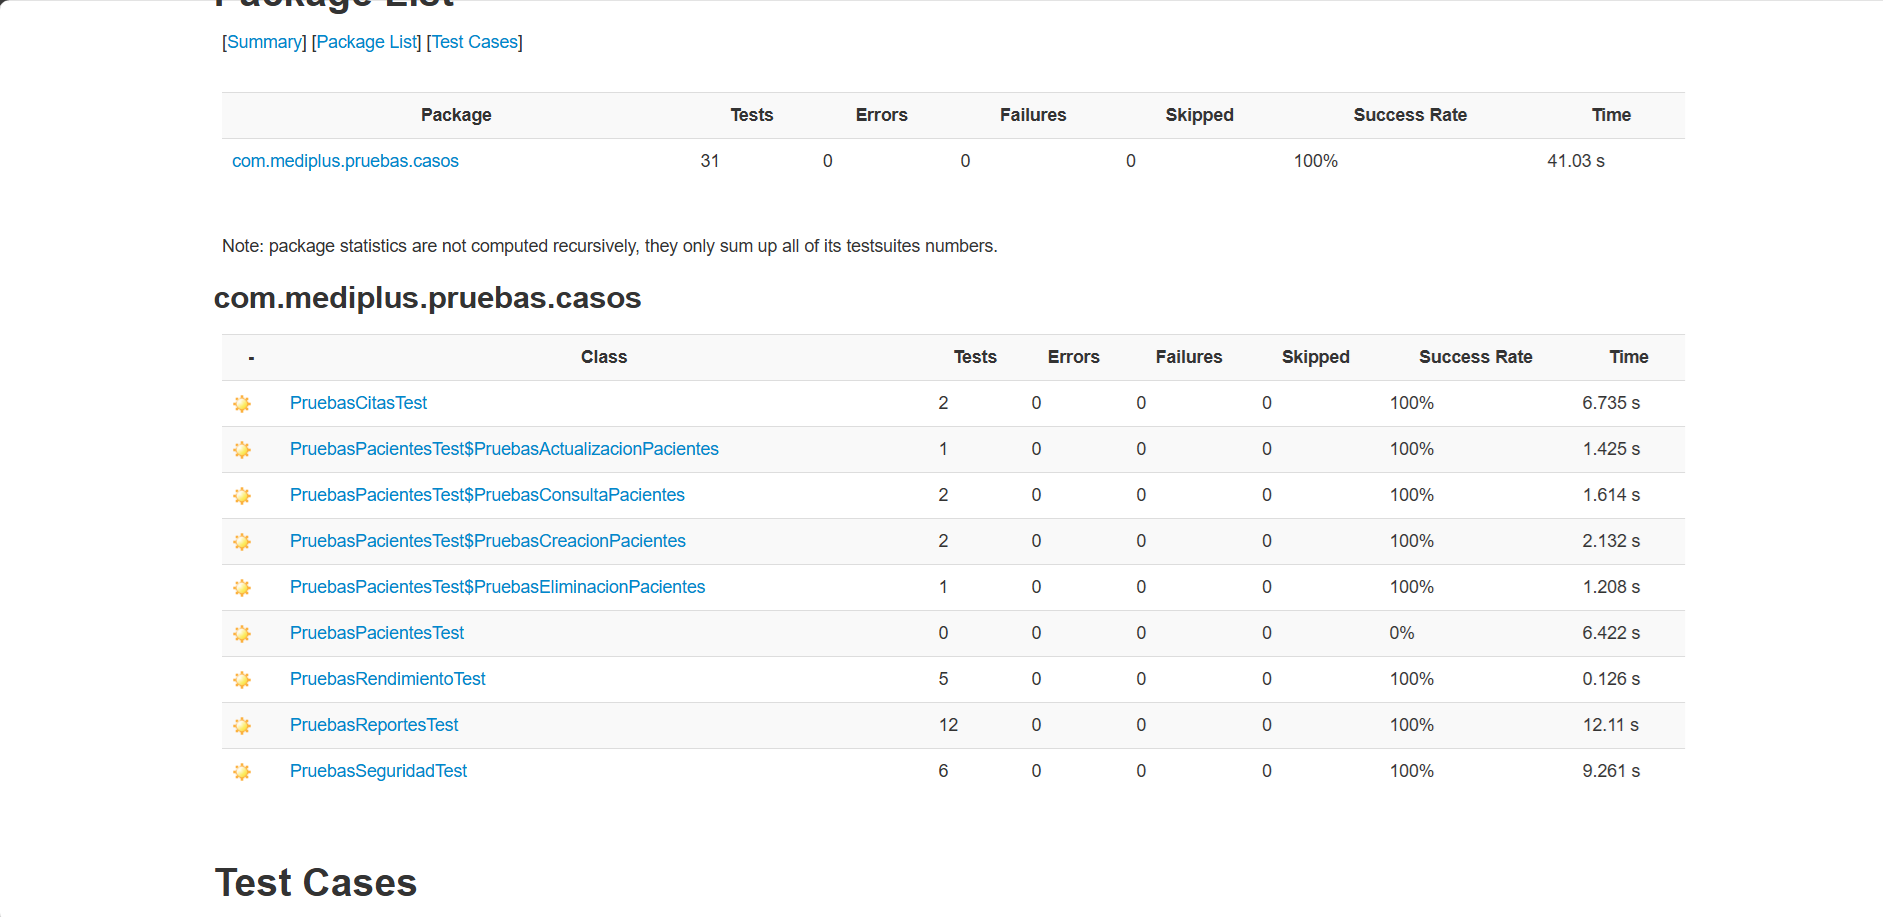 Package List
[Summary] [Package List] [Test Cases]
Package Tests Errors Failures Skipped Success Rate Time
com.mediplus.pruebas.casos 31 0 0 0 100% 41.03 s
Note: package statistics are not computed recursively, they only sum up all of its testsuites numbers.
com.mediplus.pruebas.casos
- Class Tests Errors Failures Skipped Success Rate Time
PruebasCitasTest 2 0 0 0 100% 6.735 s
PruebasPacientesTest$PruebasActualizacionPacientes 1 0 0 0 100% 1.425 s
PruebasPacientesTest$PruebasConsultaPacientes 2 0 0 0 100% 1.614 s
PruebasPacientesTest$PruebasCreacionPacientes 2 0 0 0 100% 2.132 s
PruebasPacientesTest$PruebasEliminacionPacientes 1 0 0 0 100% 1.208 s
PruebasPacientesTest 0 0 0 0 0% 6.422 s
PruebasRendimientoTest 5 0 0 0 100% 0.126 s
PruebasReportesTest 12 0 0 0 100% 12.11 s
PruebasSeguridadTest 6 0 0 0 100% 9.261 s
Test Cases